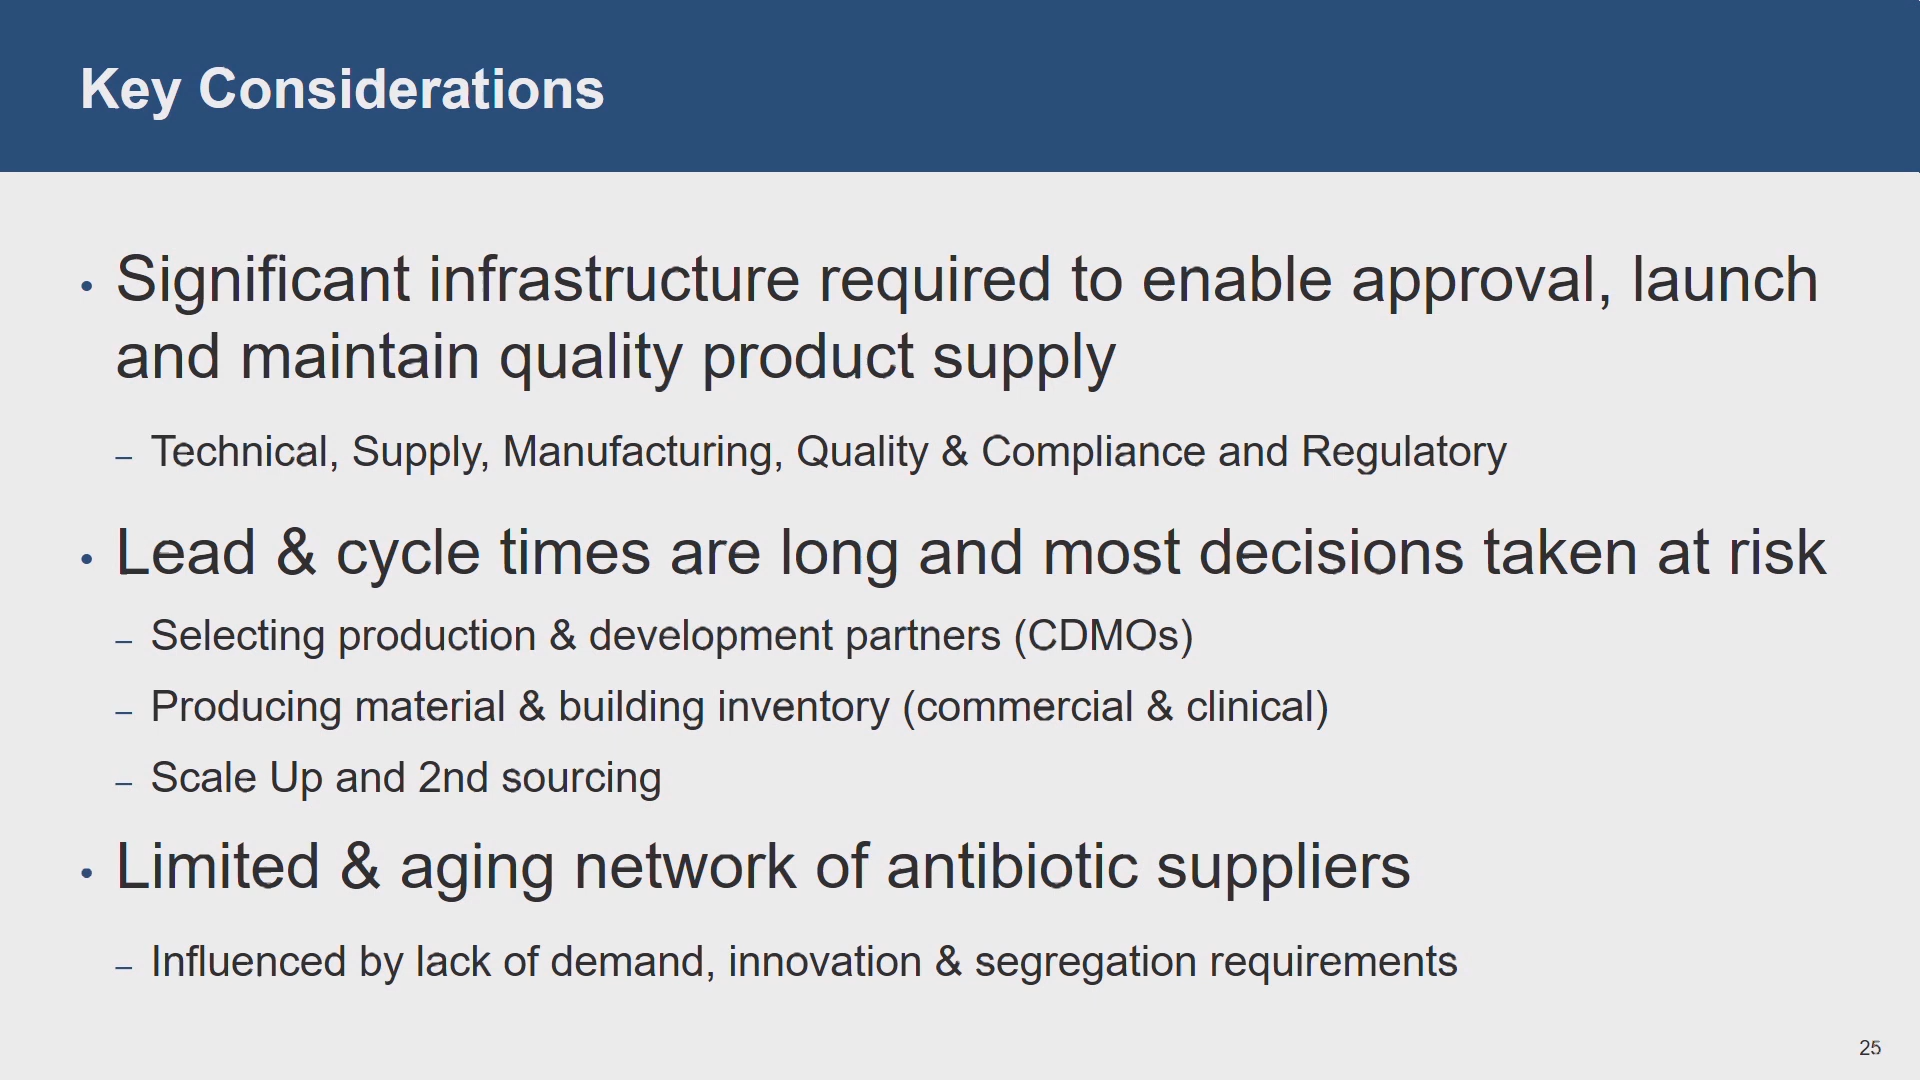 Key Considerations
• Significant infrastructure required to enable approval, launch
and maintain quality product supply
– Technical, Supply, Manufacturing, Quality & Compliance and Regulatory
• Lead & cycle times are long and most decisions taken at risk
– Selecting production & development partners (CDMOs)
– Producing material & building inventory (commercial & clinical)
– Scale Up and 2nd sourcing
• Limited & aging network of antibiotic suppliers
– Influenced by lack of demand, innovation & segregation requirements
25